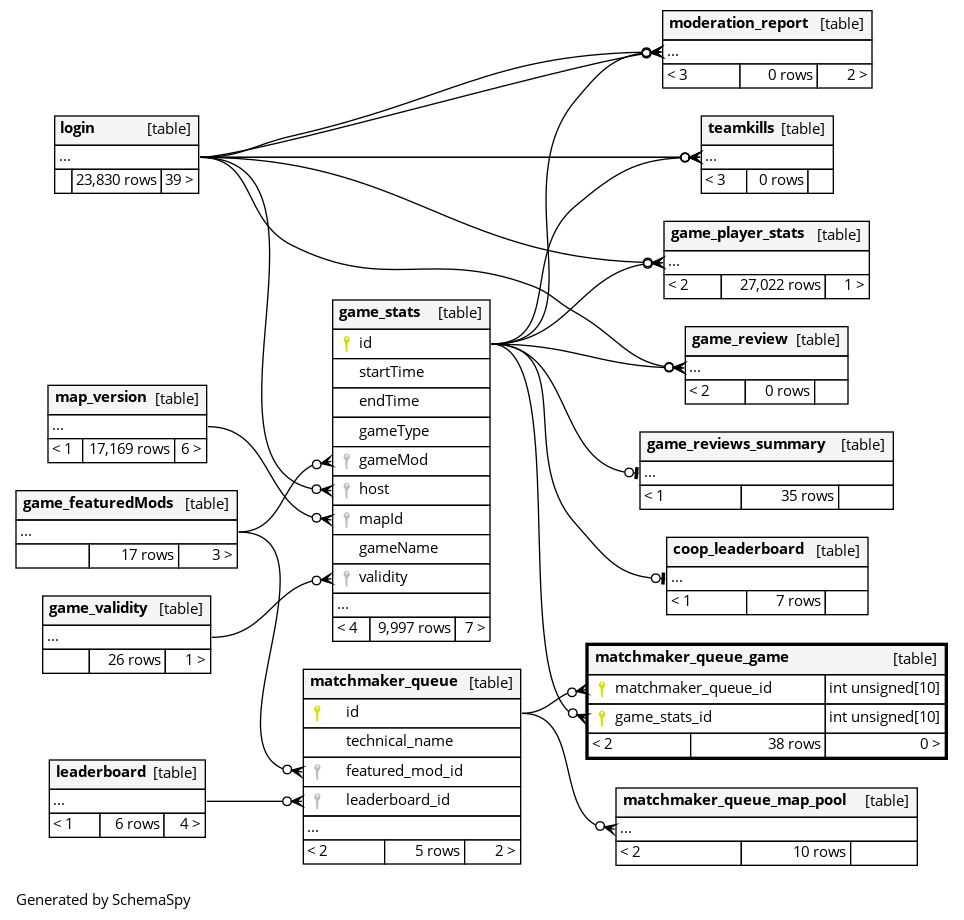 moderation_report [table]
...
< 3 0 rows 2 >
login [table]
...
23,830 rows 39 >
teamkills [table]
...
< 3 0 rows
game_player_stats [table]
...
< 2 27,022 rows 1 >
game_stats [table]
id
startTime
endTime
gameType
gameMod
host
mapId
gameName
validity
...
< 4 9,997 rows 7 >
game_review [table]
...
< 2 0 rows
map_version [table]
...
< 1 17,169 rows 6 >
game_reviews_summary [table]
...
< 1 35 rows
game_featuredMods [table]
...
17 rows 3 >
coop_leaderboard [table]
...
< 1 7 rows
game_validity [table]
...
26 rows 1 >
matchmaker_queue_game [table]
matchmaker_queue_id int unsigned[10]
game_stats_id int unsigned[10]
< 2 38 rows 0 >
matchmaker_queue [table]
id
technical_name
featured_mod_id
leaderboard_id
...
< 2 5 rows 2 >
leaderboard [table]
...
< 1 6 rows 4 >
matchmaker_queue_map_pool [table]
...
< 2 10 rows
Generated by SchemaSpy